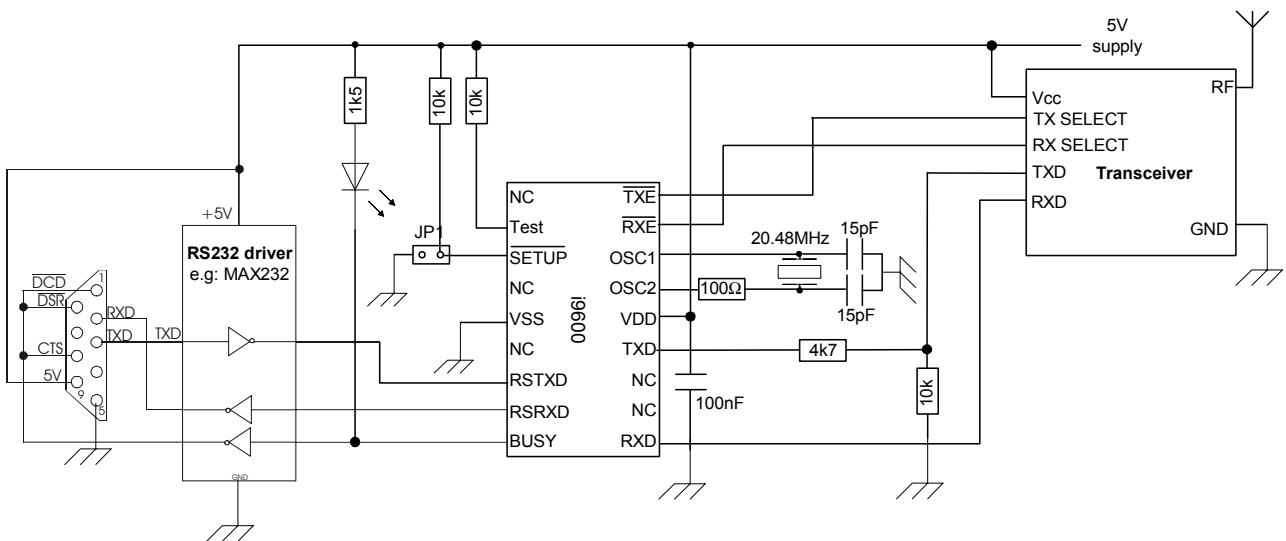 5V
supply
1k5
10k
10k
RF
Vcc
TX SELECT
RX SELECT
TXD
RXD
Transceiver
GND
+5V
RS232 driver
e.g: MAX232
TXD
GND
DCD
DSR
CTS
5V
RXD
TXD
1
9
5
JP1
NC
Test
SETUP
NC
VSS
NC
RSTXD
RSRXD
BUSY
i9600
TXE
RXE
OSC1
OSC2
VDD
TXD
NC
NC
RXD
20.48MHz
15pF
15pF
100Ω
4k7
10k
100nF